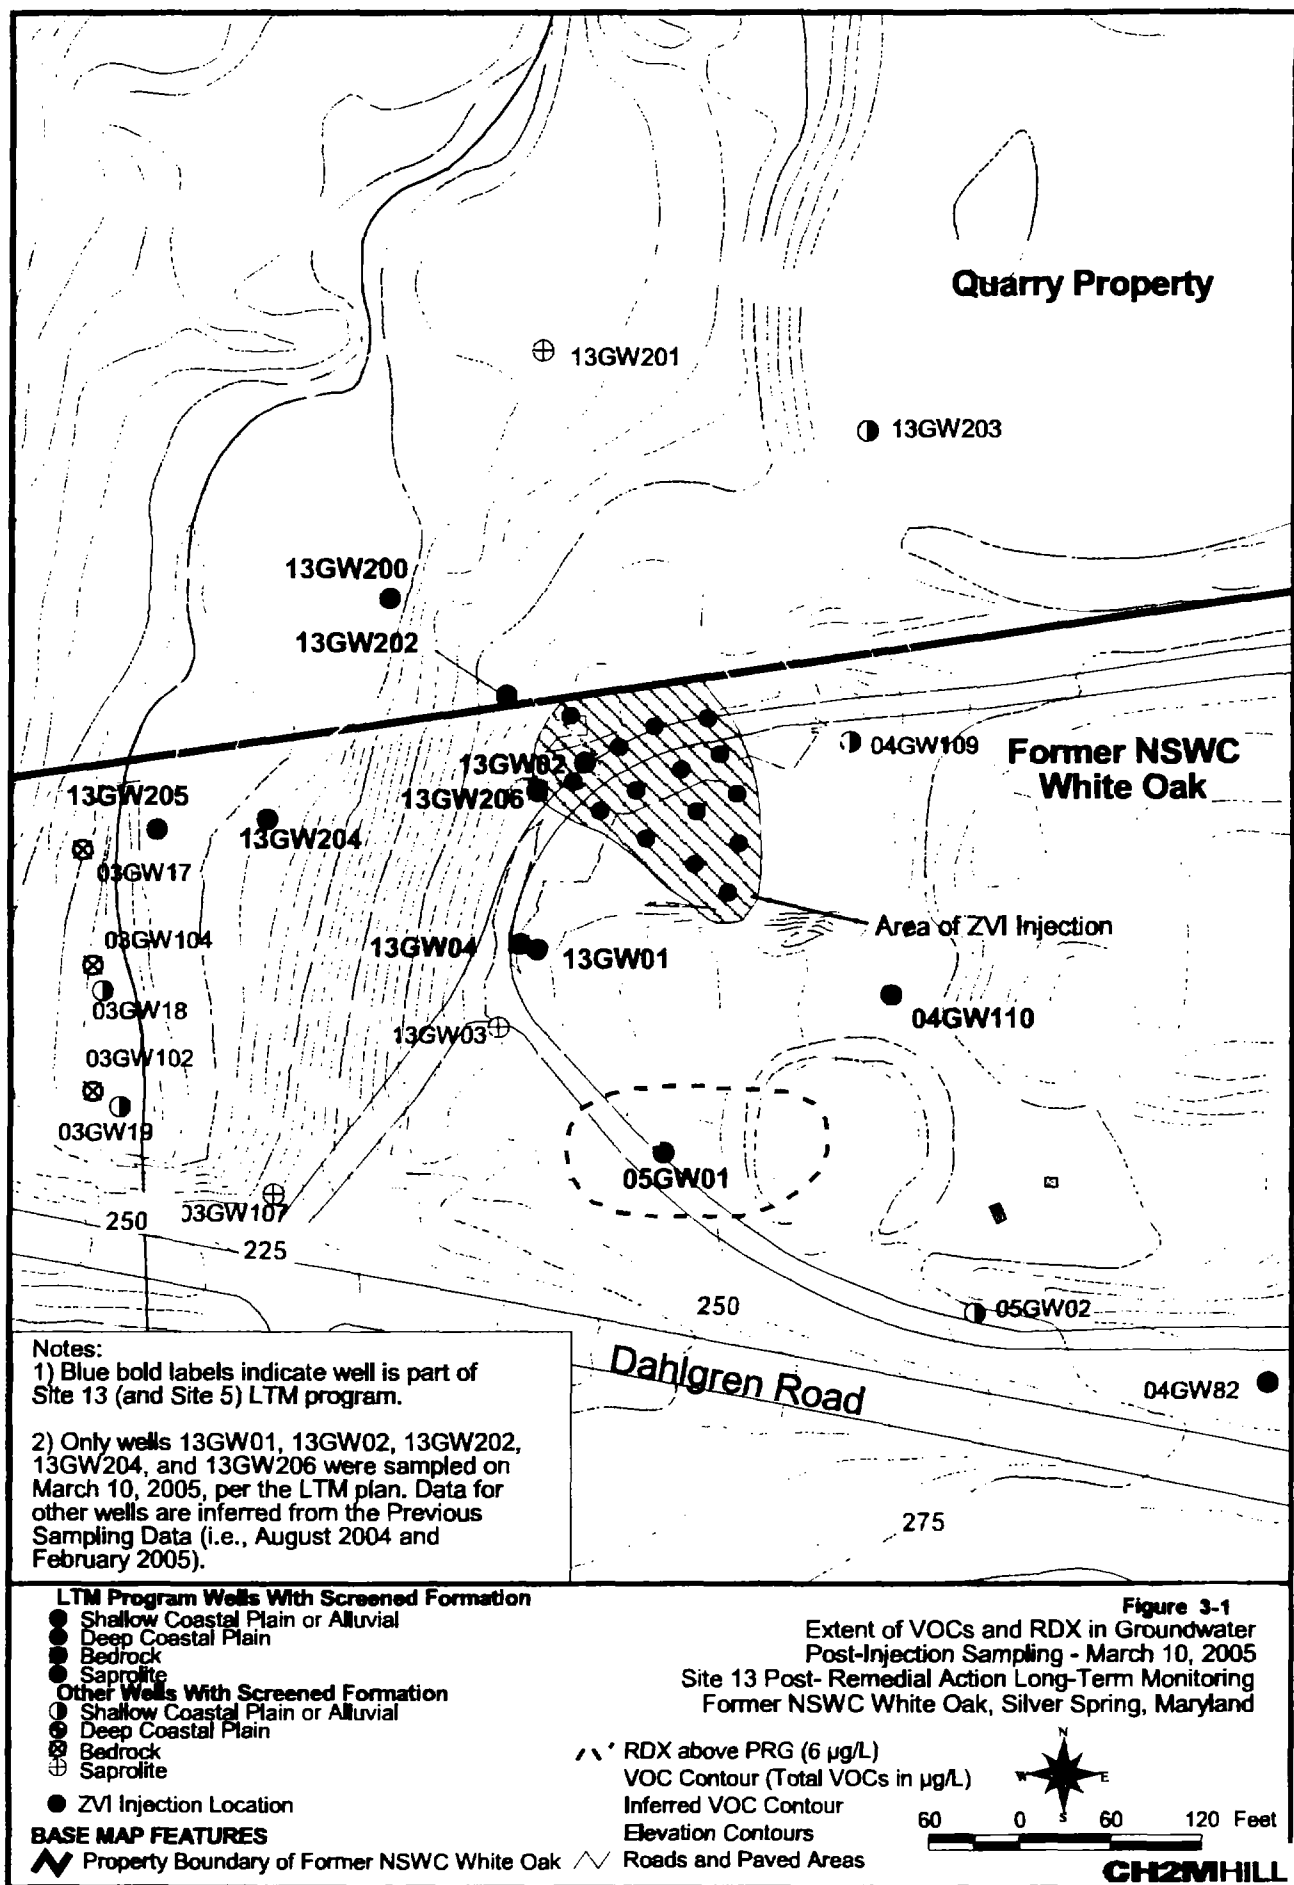 Quarry Property
13GW201
13GW203
13GW200
13GW202
04GW109
13GW02
Former NSWC
White Oak
13GW206
13GW205
13GW204
03GW17
Area of ZVI Injection
03GW104
13GW04
13GW01
03GW18
04GW110
13GW03
03GW102
03GW19
05GW01
03GW107
250
225
250
05GW02
Dahlgren Road
04GW82
275
Notes:
1) Blue bold labels indicate well is part of
Site 13 (and Site 5) LTM program.
2) Only wells 13GW01, 13GW02, 13GW202,
13GW204, and 13GW206 were sampled on
March 10, 2005, per the LTM plan. Data for
other wells are inferred from the Previous
Sampling Data (i.e., August 2004 and
February 2005).
LTM Program Wells With Screened Formation
Shallow Coastal Plain or Alluvial
Deep Coastal Plain
Bedrock
Saprolite
Other Wells With Screened Formation
Shallow Coastal Plain or Alluvial
Deep Coastal Plain
Bedrock
Saprolite
ZVI Injection Location
BASE MAP FEATURES
Property Boundary of Former NSWC White Oak
Figure 3-1
Extent of VOCs and RDX in Groundwater
Post-Injection Sampling - March 10, 2005
Site 13 Post- Remedial Action Long-Term Monitoring
Former NSWC White Oak, Silver Spring, Maryland
RDX above PRG (6 µg/L)
VOC Contour (Total VOCs in µg/L)
Inferred VOC Contour
Elevation Contours
Roads and Paved Areas
N
W E
S
60 0 60 120 Feet
CH2MHILL